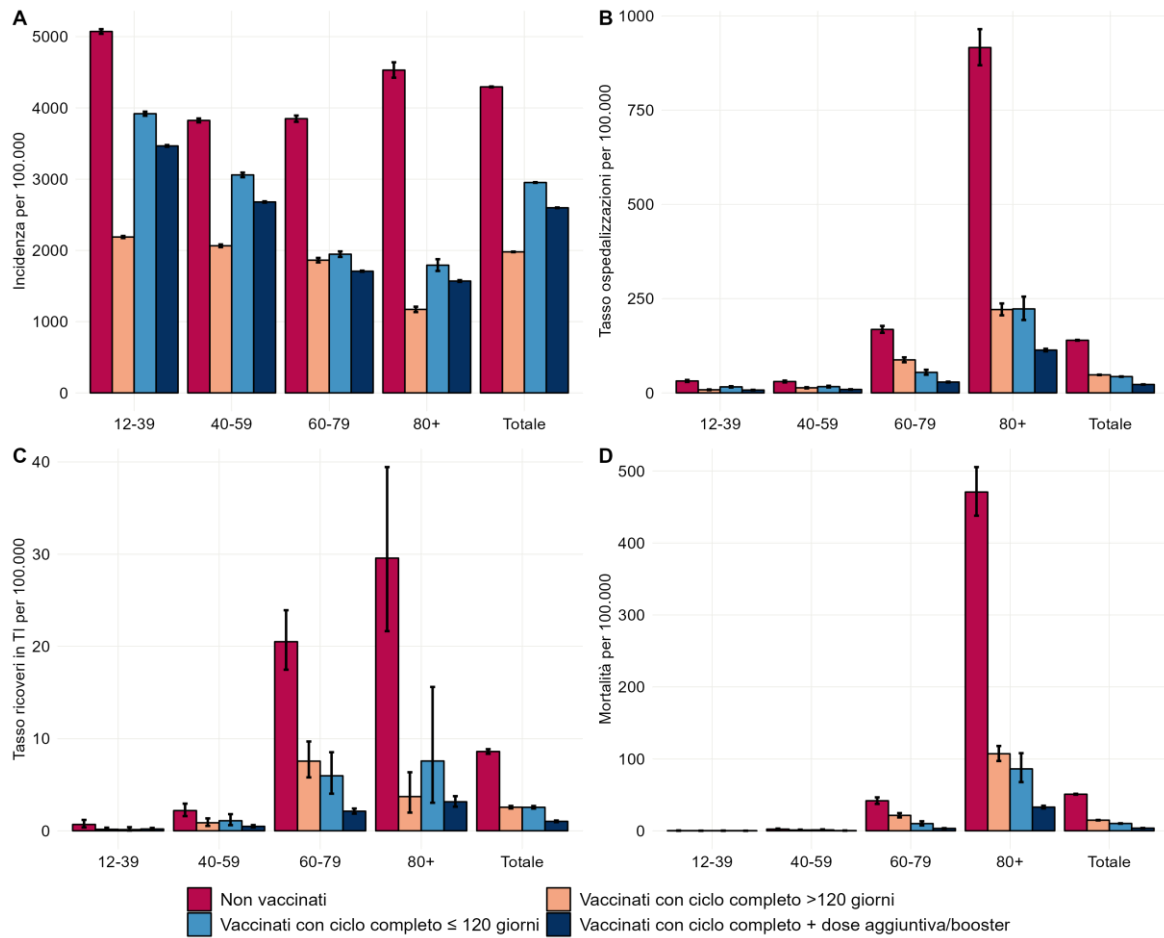 A
Incidenza per 100.000
5000
4000
3000
2000
1000
0
12-39 40-59 60-79 80+ Totale
B
Tasso ospedalizzazioni per 100.000
1000
750
500
250
0
12-39 40-59 60-79 80+ Totale
C
Tasso ricoveri in TI per 100.000
40
30
20
10
0
12-39 40-59 60-79 80+ Totale
D
Mortalità per 100.000
500
400
300
200
100
0
12-39 40-59 60-79 80+ Totale
Non vaccinati
Vaccinati con ciclo completo >120 giorni
Vaccinati con ciclo completo ≤ 120 giorni
Vaccinati con ciclo completo + dose aggiuntiva/booster